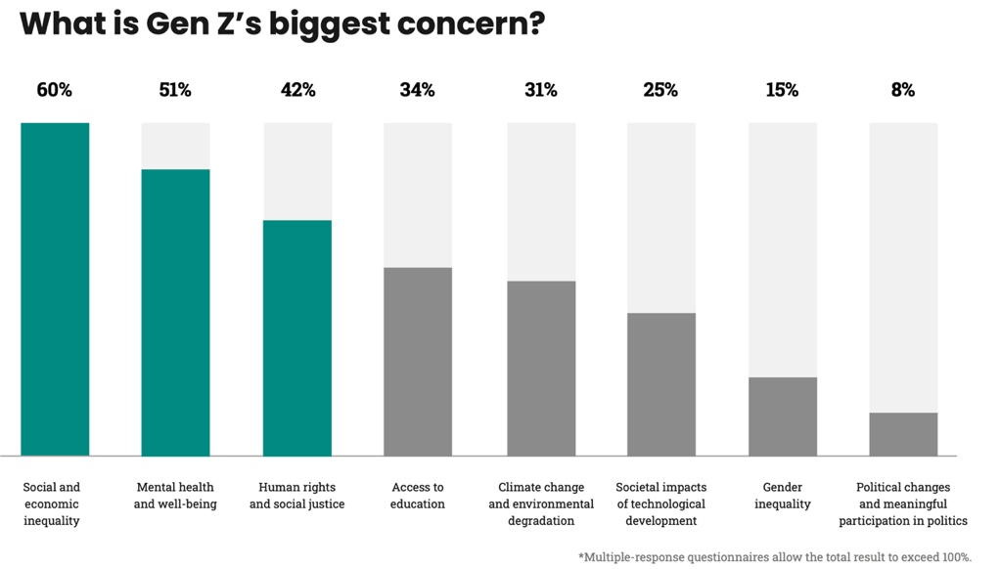 What is Gen Z’s biggest concern?
60%
51%
42%
34%
31%
25%
15%
8%
Social and
economic
inequality
Mental health
and well-being
Human rights
and social justice
Access to
education
Climate change
and environmental
degradation
Societal impacts
of technological
development
Gender
inequality
Political changes
and meaningful
participation in politics
*Multiple-response questionnaires allow the total result to exceed 100%.